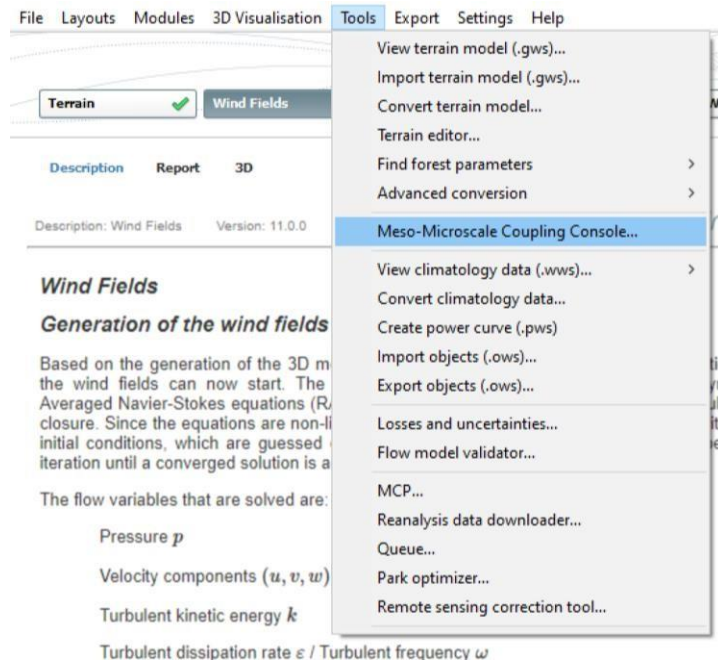 File Layouts Modules 3D Visualisation Tools Export Settings Help
Terrain Wind Fields
Description Report 3D
Description: Wind Fields Version: 11.0.0
Wind Fields
Generation of the wind fields
Based on the generation of the 3D
the wind fields can now start. The
Averaged Navier-Stokes equations
closure. Since the equations are
initial conditions, which are guessed
iteration until a converged solution is a
The flow variables that are solved are:
Pressure p
Velocity components (u, v, w)
Turbulent kinetic energy k
Turbulent dissipation rate ε / Turbulent frequency ω
View terrain model (.gws)...
Import terrain model (.gws)...
Convert terrain model...
Terrain editor...
Find forest parameters >
Advanced conversion >
Meso-Microscale Coupling Console...
View climatology data (.wws)... >
Convert climatology data...
Create power curve (.pws)
Import objects (.ows)...
Export objects (.ows)...
Losses and uncertainties...
Flow model validator...
MCP...
Reanalysis data downloader...
Queue...
Park optimizer...
Remote sensing correction tool...